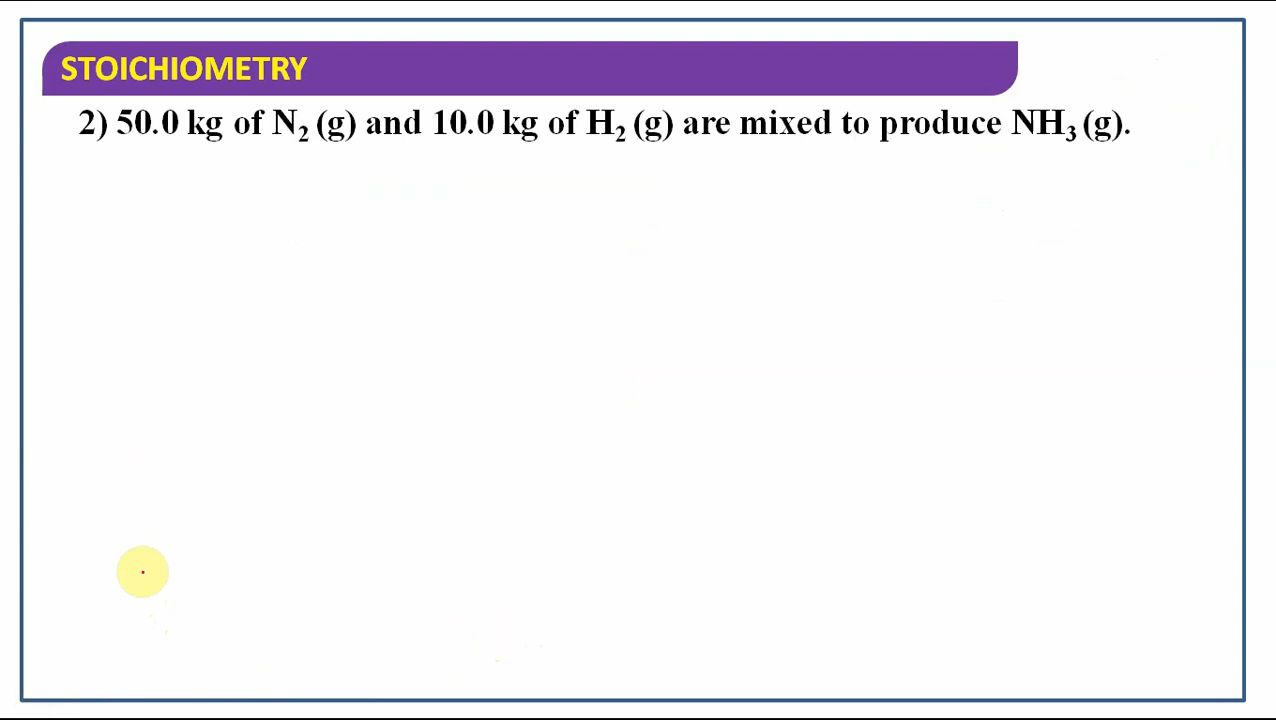 STOICHIOMETRY
2) 50.0 kg of N₂ (g) and 10.0 kg of H₂ (g) are mixed to produce NH₃ (g).